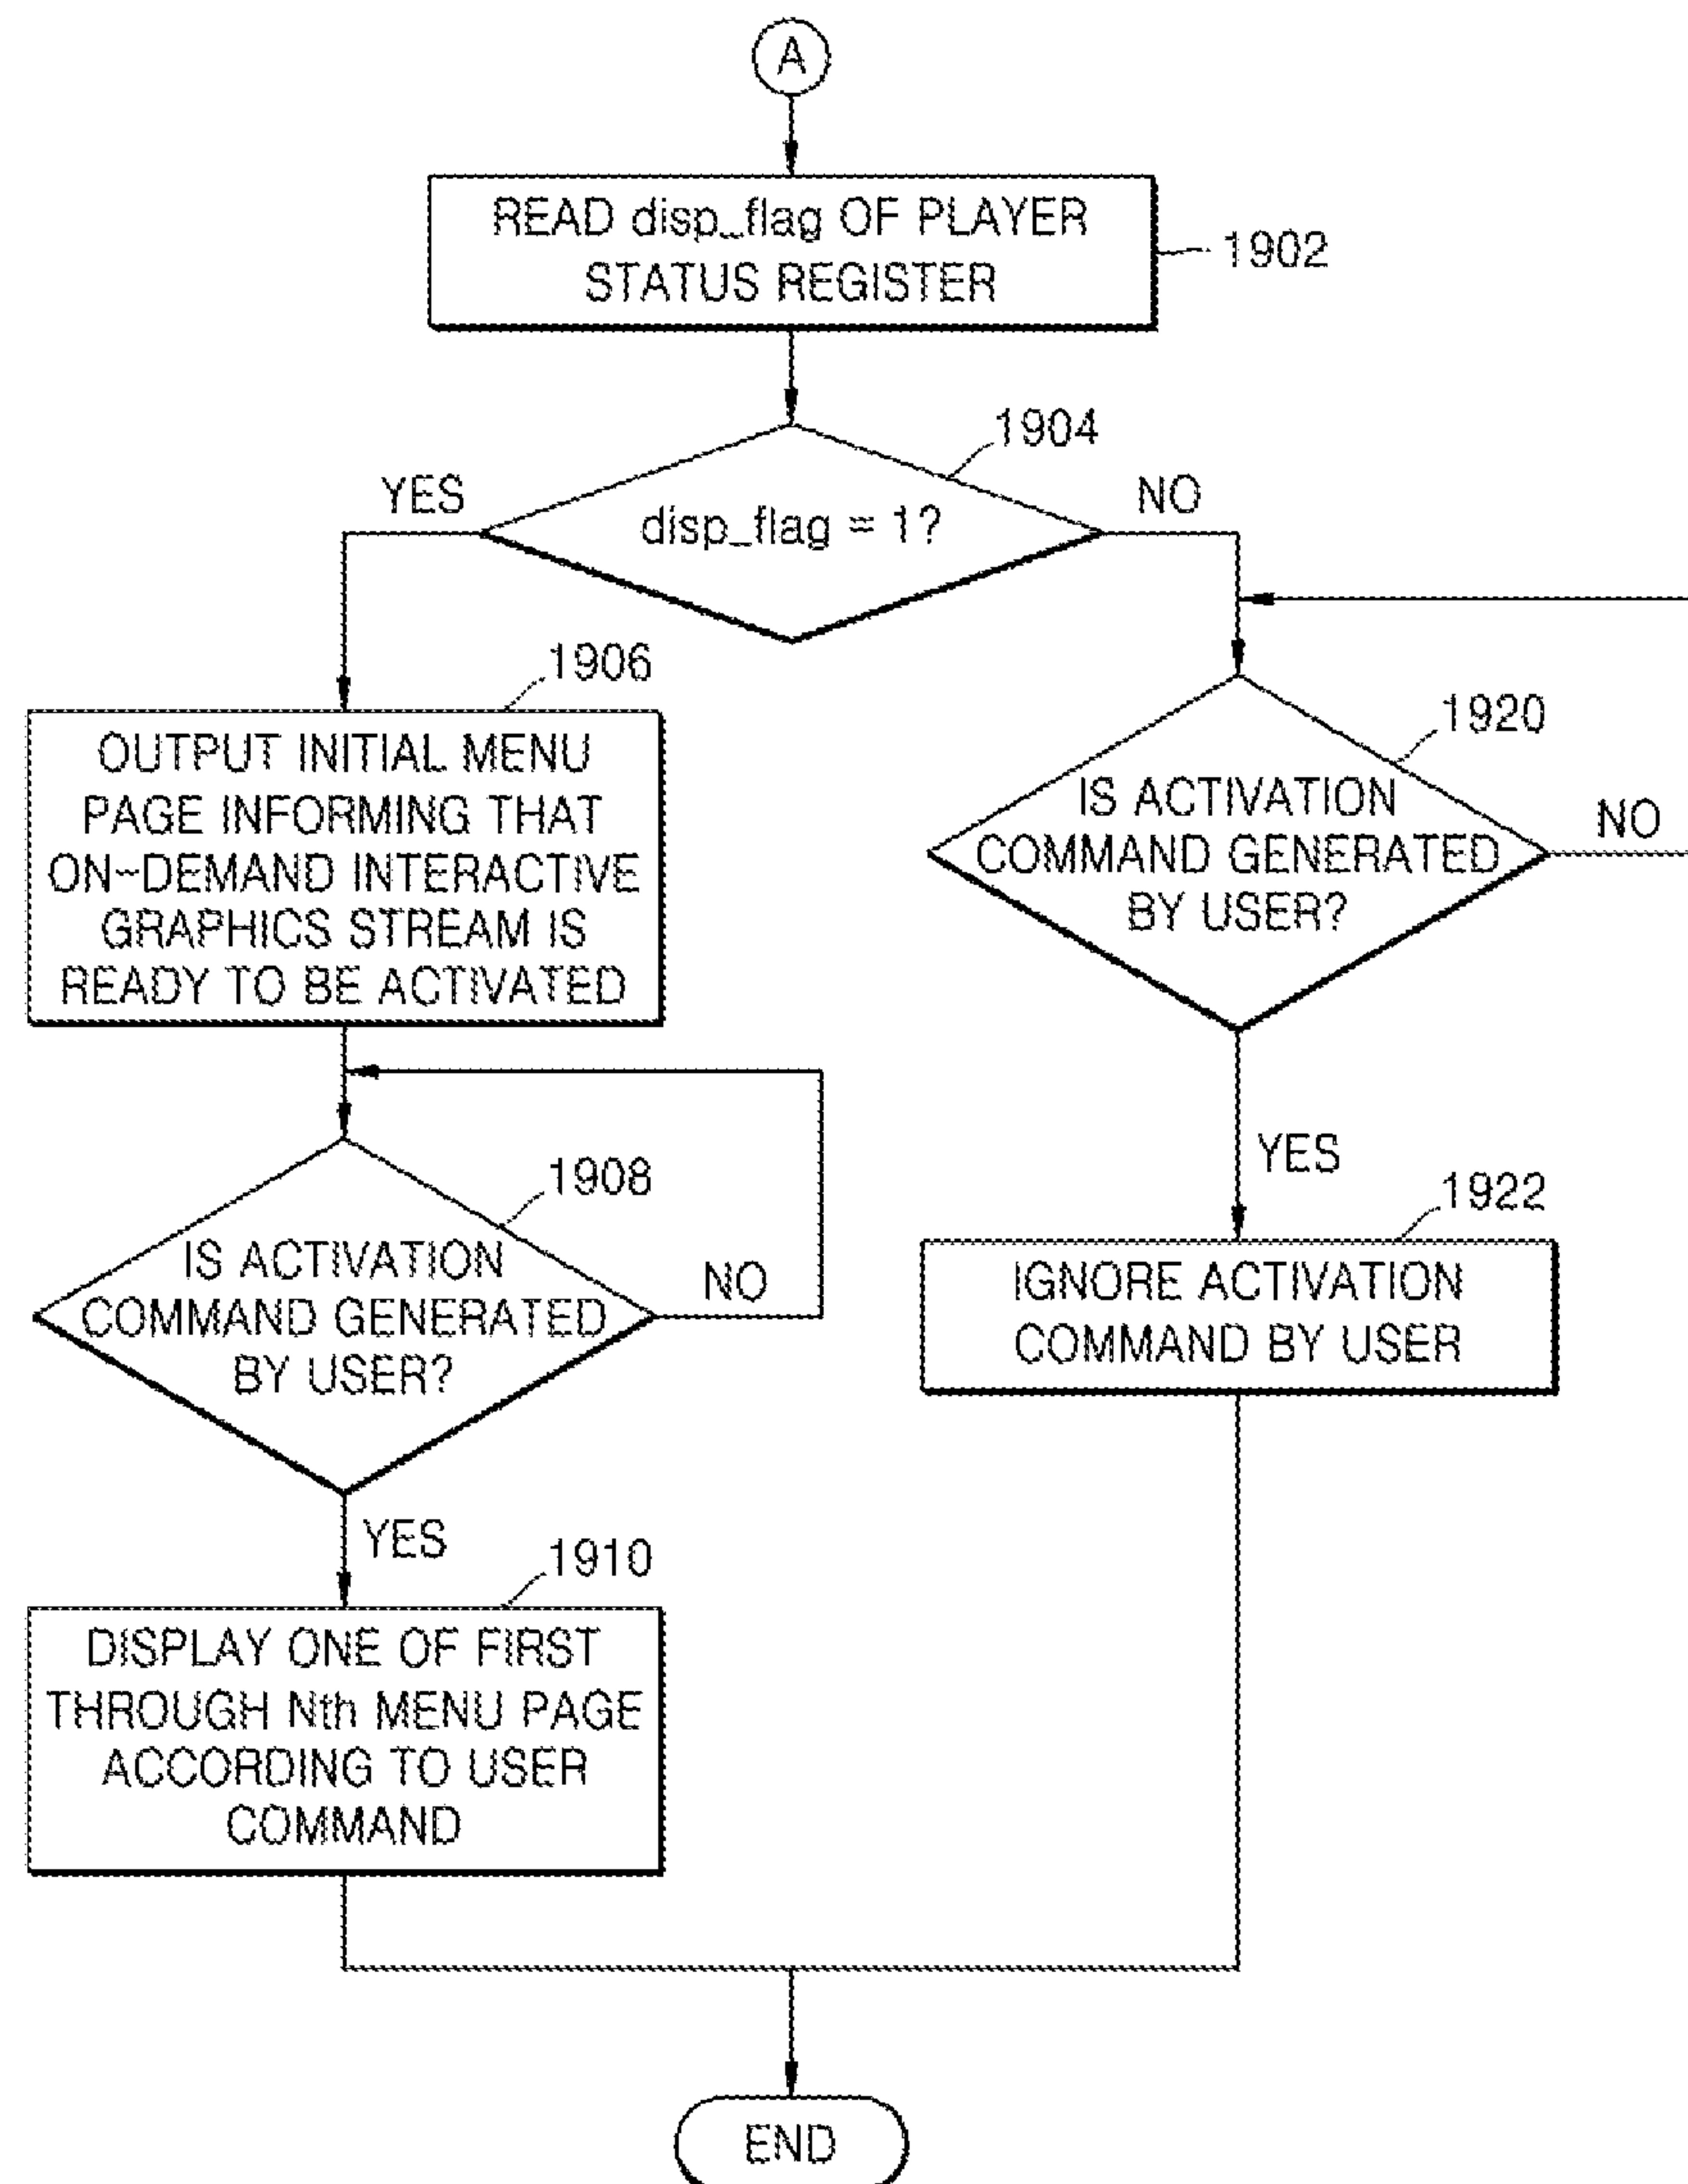 A
READ disp_flag OF PLAYER
STATUS REGISTER
1902
1904
YES
disp_flag = 1?
NO
1906
OUTPUT INITIAL MENU
PAGE INFORMING THAT
ON-DEMAND INTERACTIVE
GRAPHICS STREAM IS
READY TO BE ACTIVATED
1920
IS ACTIVATION
COMMAND GENERATED
BY USER?
NO
YES
1908
IS ACTIVATION
COMMAND GENERATED
BY USER?
NO
YES
1922
IGNORE ACTIVATION
COMMAND BY USER
1910
DISPLAY ONE OF FIRST
THROUGH Nth MENU PAGE
ACCORDING TO USER
COMMAND
END